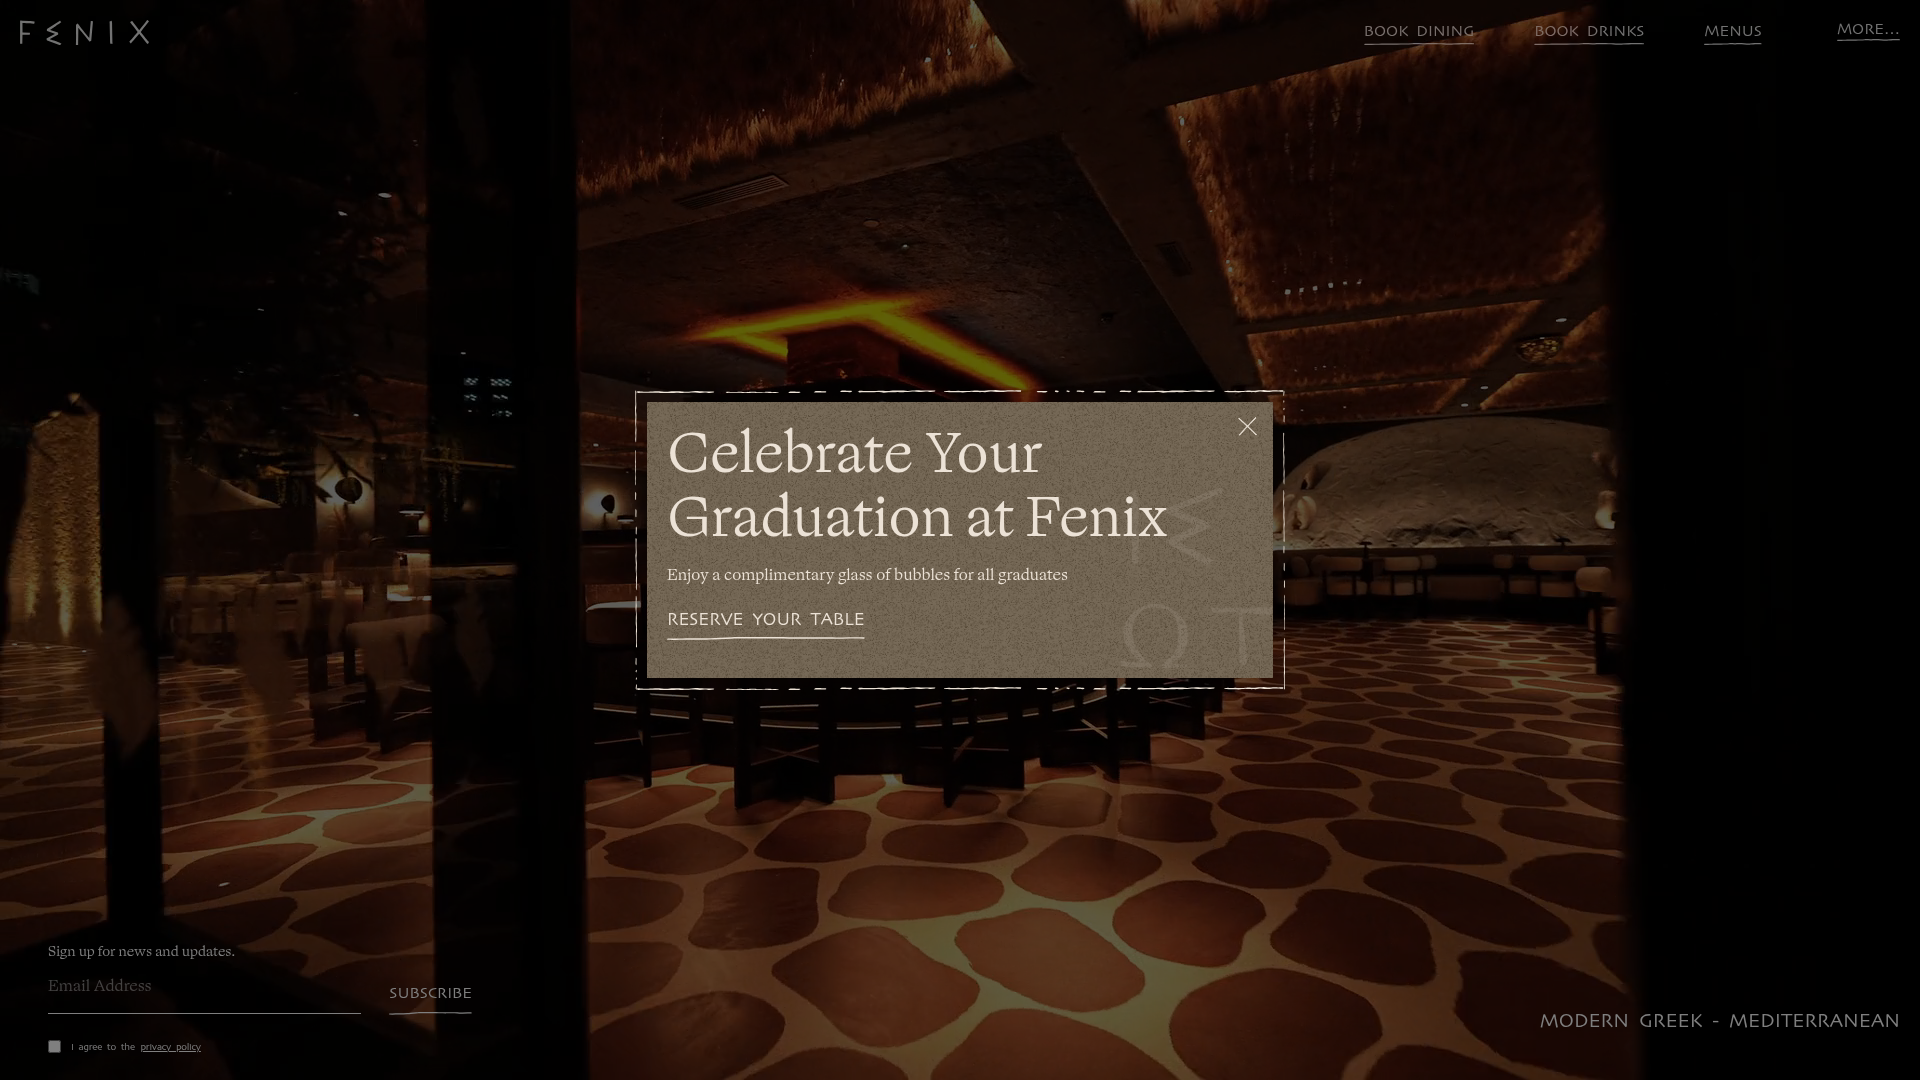 FENIX
BOOK DINING
BOOK DRINKS
MENUS
MORE...
Celebrate Your
Graduation at Fenix
Enjoy a complimentary glass of bubbles for all graduates
RESERVE YOUR TABLE
Sign up for news and updates.
Email Address
SUBSCRIBE
I agree to the privacy policy
MODERN GREEK - MEDITERRANEAN